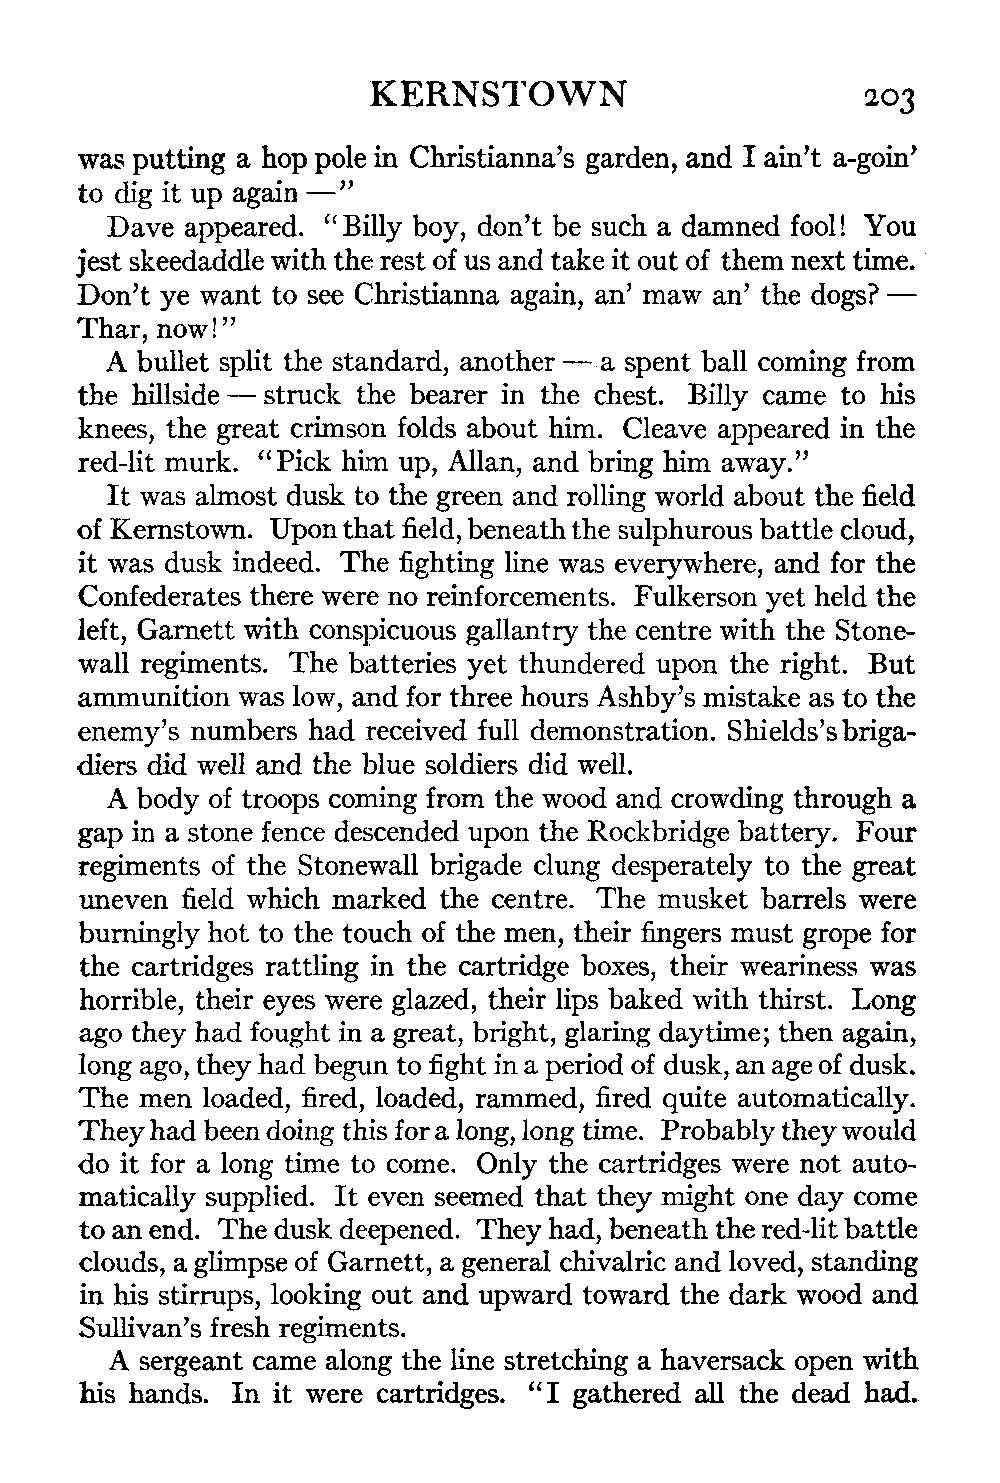 KERNSTOWN 203
was putting a hop pole in Christianna's garden, and I ain't a-goin'
to dig it up again —"
Dave appeared. "Billy boy, don't be such a damned fool! You
jest skeedaddle with the rest of us and take it out of them next time.
Don't ye want to see Christianna again, an' maw an' the dogs? —
Thar, now!"
A bullet split the standard, another — a spent ball coming from
the hillside — struck the bearer in the chest. Billy came to his
knees, the great crimson folds about him. Cleave appeared in the
red-lit murk. "Pick him up, Allan, and bring him away."
It was almost dusk to the green and rolling world about the field
of Kernstown. Upon that field, beneath the sulphurous battle cloud,
it was dusk indeed. The fighting line was everywhere, and for the
Confederates there were no reinforcements. Fulkerson yet held the
left, Garnett with conspicuous gallantry the centre with the Stone-
wall regiments. The batteries yet thundered upon the right. But
ammunition was low, and for three hours Ashby's mistake as to the
enemy's numbers had received full demonstration. Shields's briga-
diers did well and the blue soldiers did well.
A body of troops coming from the wood and crowding through a
gap in a stone fence descended upon the Rockbridge battery. Four
regiments of the Stonewall brigade clung desperately to the great
uneven field which marked the centre. The musket barrels were
burningly hot to the touch of the men, their fingers must grope for
the cartridges rattling in the cartridge boxes, their weariness was
horrible, their eyes were glazed, their lips baked with thirst. Long
ago they had fought in a great, bright, glaring daytime; then again,
long ago, they had begun to fight in a period of dusk, an age of dusk.
The men loaded, fired, loaded, rammed, fired quite automatically.
They had been doing this for a long, long time. Probably they would
do it for a long time to come. Only the cartridges were not auto-
matically supplied. It even seemed that they might one day come
to an end. The dusk deepened. They had, beneath the red-lit battle
clouds, a glimpse of Garnett, a general chivalric and loved, standing
in his stirrups, looking out and upward toward the dark wood and
Sullivan's fresh regiments.
A sergeant came along the line stretching a haversack open with
his hands. In it were cartridges. "I gathered all the dead had.